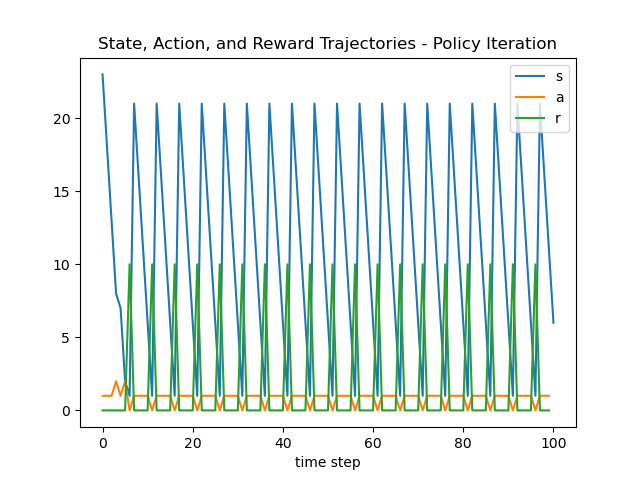 State, Action, and Reward Trajectories - Policy Iteration
s
a
r
20
15
10
5
0
0 20 40 60 80 100
time step